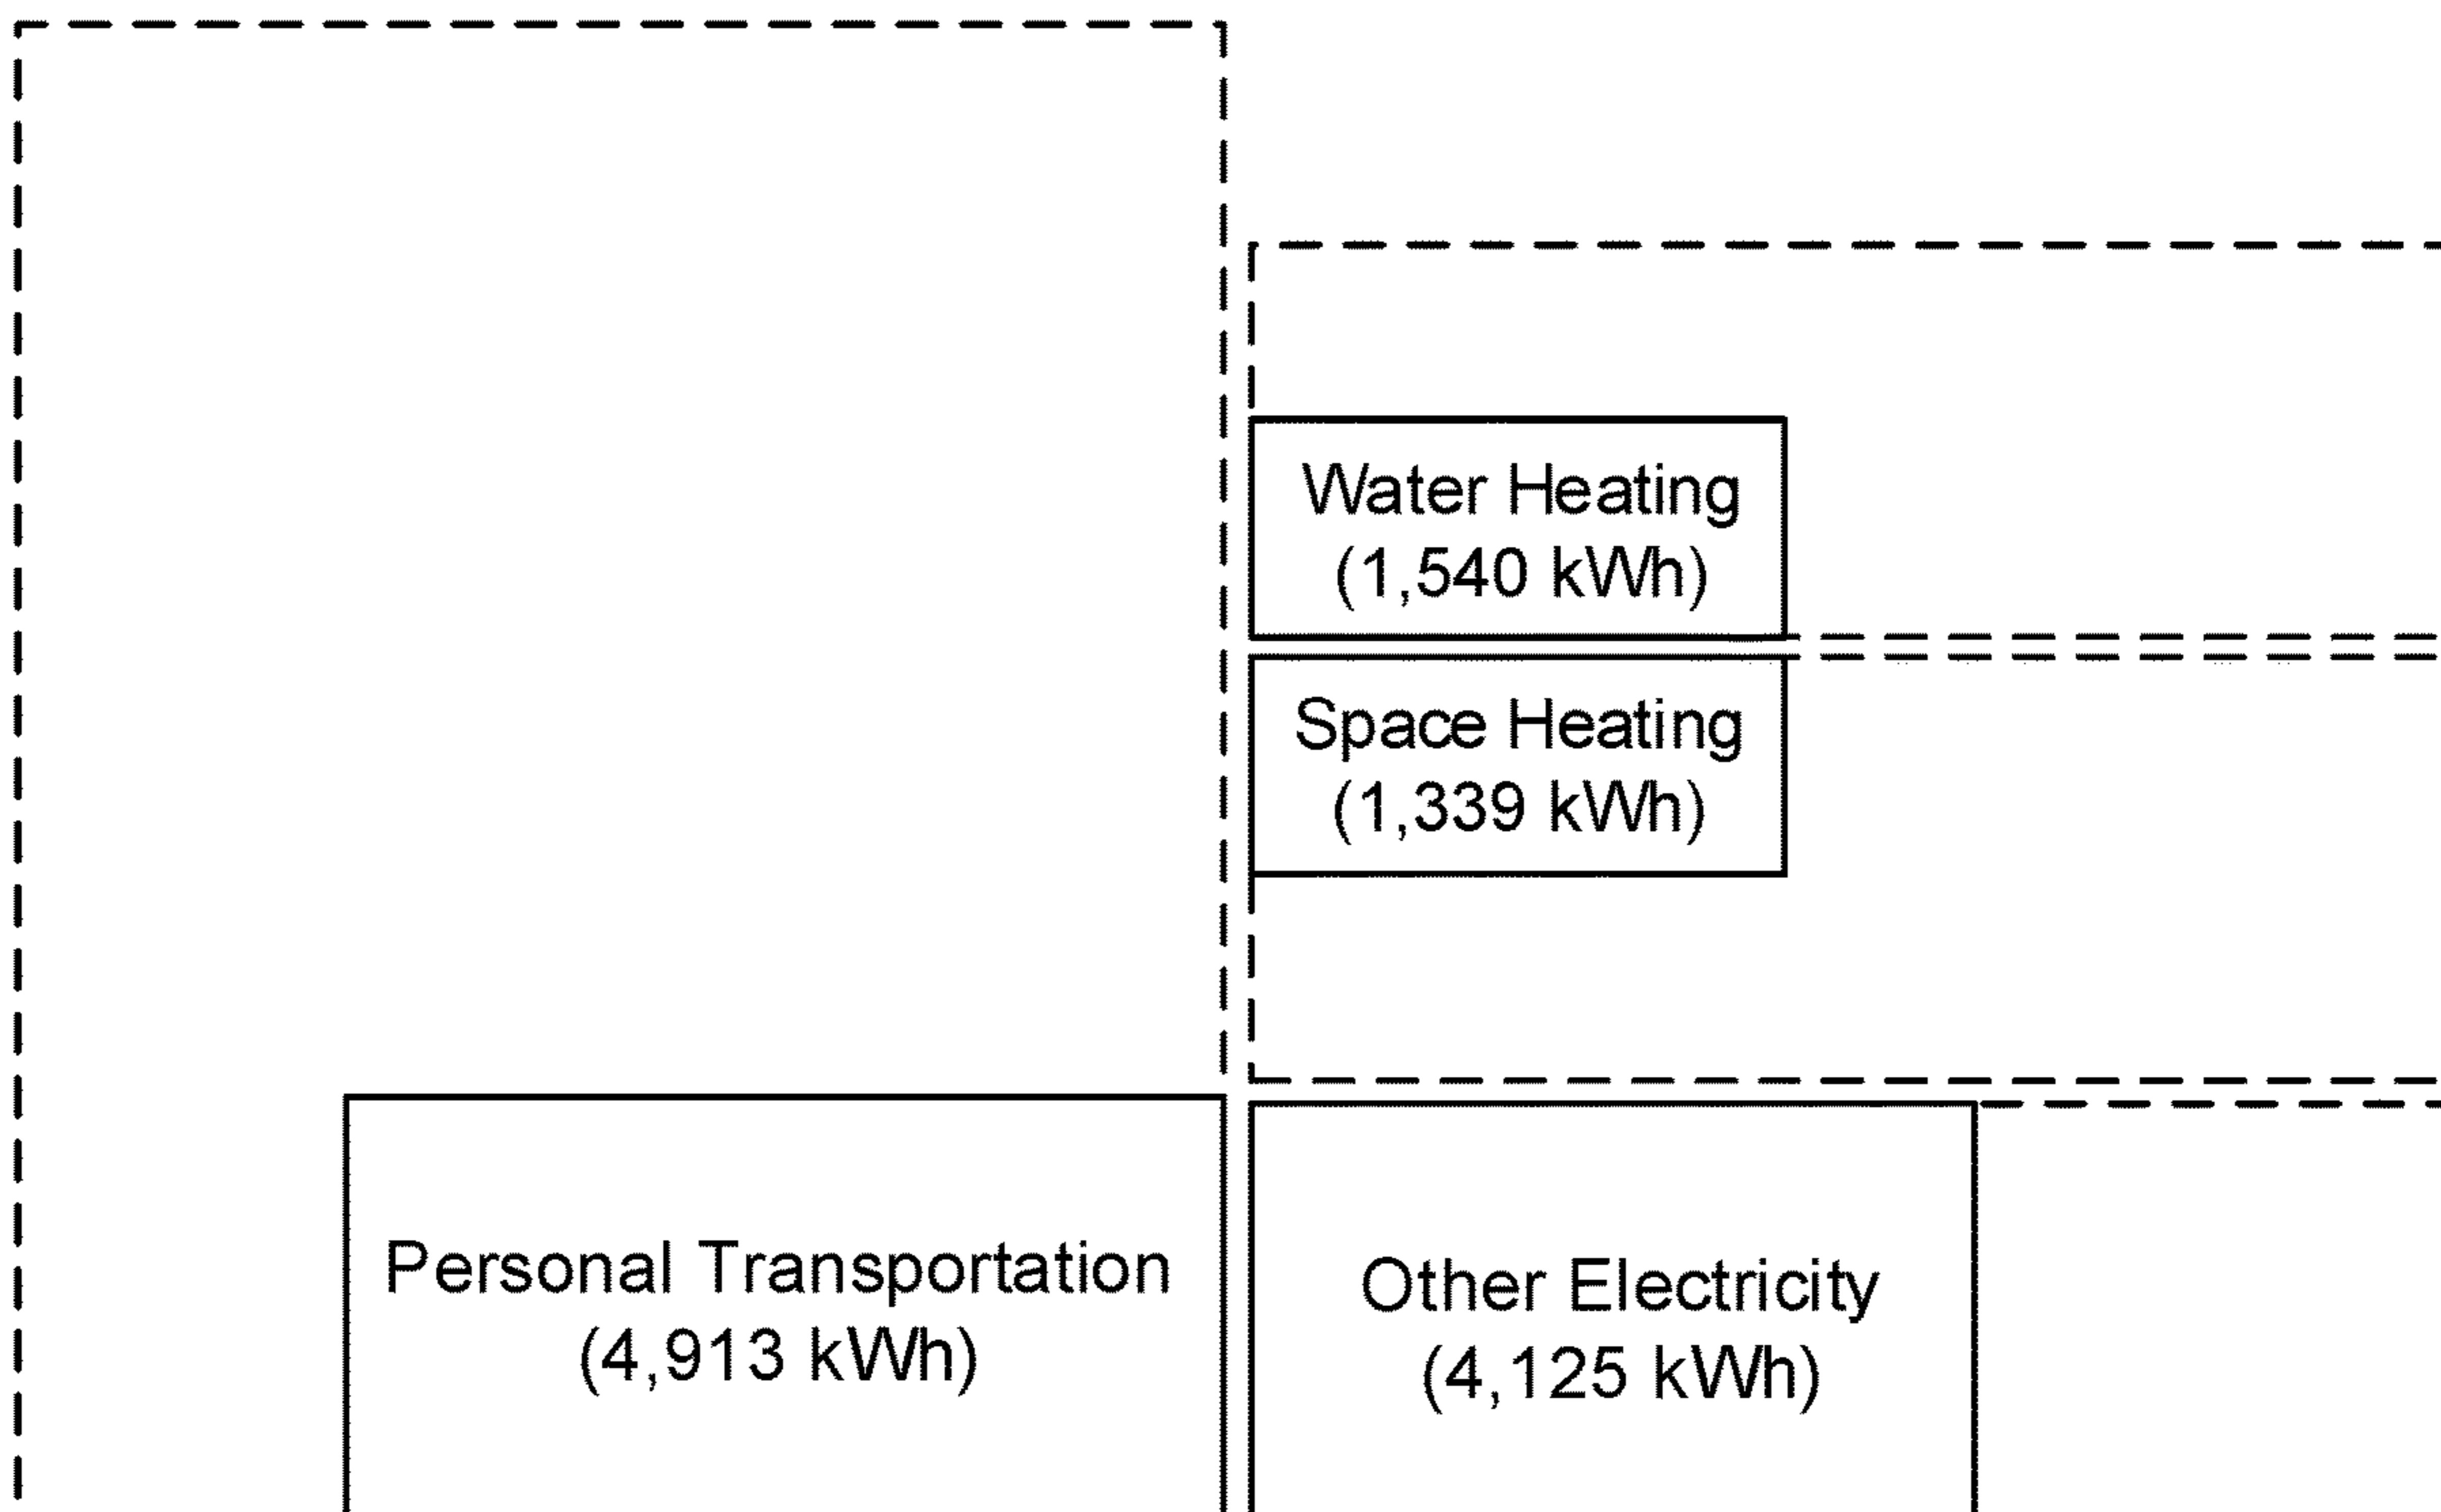 Water Heating
(1,540 kWh)
Space Heating
(1,339 kWh)
Personal Transportation
(4,913 kWh)
Other Electricity
(4,125 kWh)